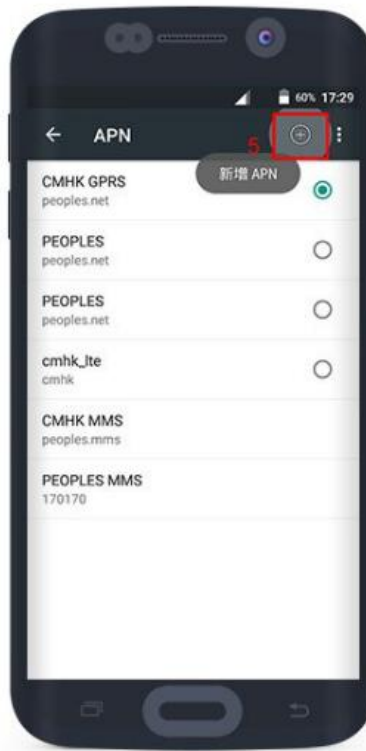 60% 17:29
APN
5
新增 APN
CMHK GPRS
peoples.net
PEOPLES
peoples.net
PEOPLES
peoples.net
cmhk_lte
cmhk
CMHK MMS
peoples.mms
PEOPLES MMS
170170